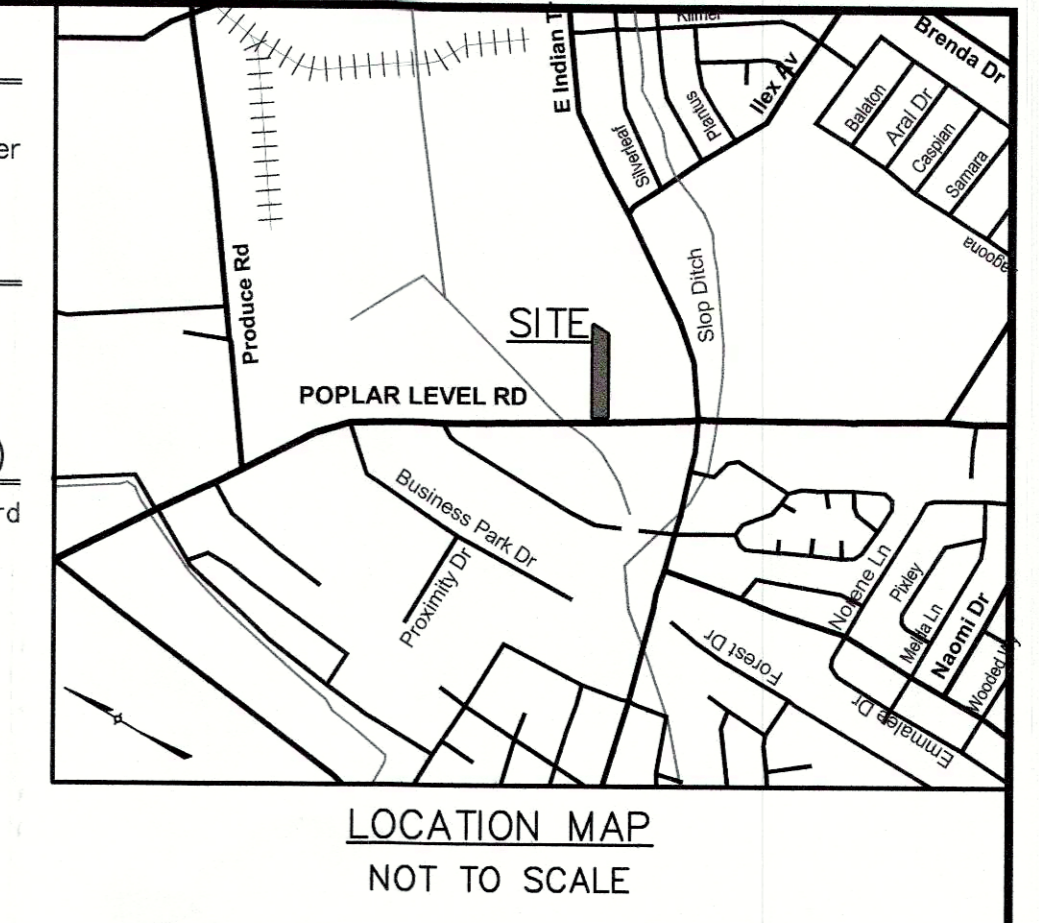 er
rd
Kilmer
E Indian T
Ilex Av
Plantus
Silverleaf
Brenda Dr
Balaton
Aral Dr
Caspian
Samara
agoona
Produce Rd
Slop Ditch
SITE
POPLAR LEVEL RD
Business Park Dr
Proximity Dr
Norene Ln
Pixley
Naomi Dr
Forest Dr
Emmalee Dr
LOCATION MAP
NOT TO SCALE